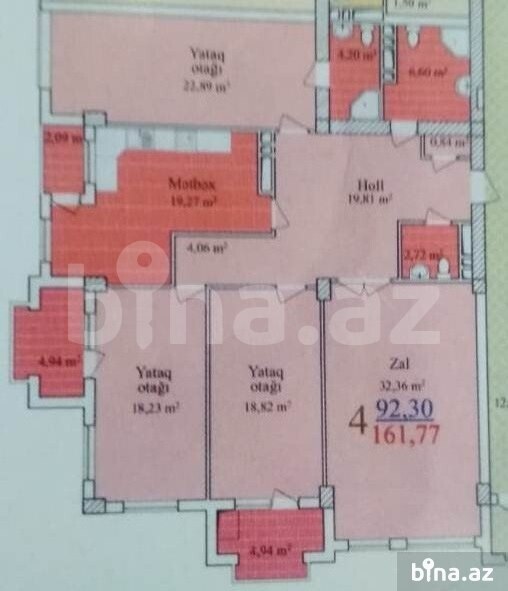 1,50 m²
Yataq
otağı
22,89 m²
4,20 m²
6,60 m²
2,09 m
0,84 m²
Mətbəx
19,27 m²
Holl
19,81 m²
4,06 m²
2,72 m²
bina.az
4,94 m²
Yataq
otağı
18,23 m²
Yataq
otağı
18,82 m²
Zal
32,36 m²
4 92,30
161,77
12,
4,94 m²
bina.az